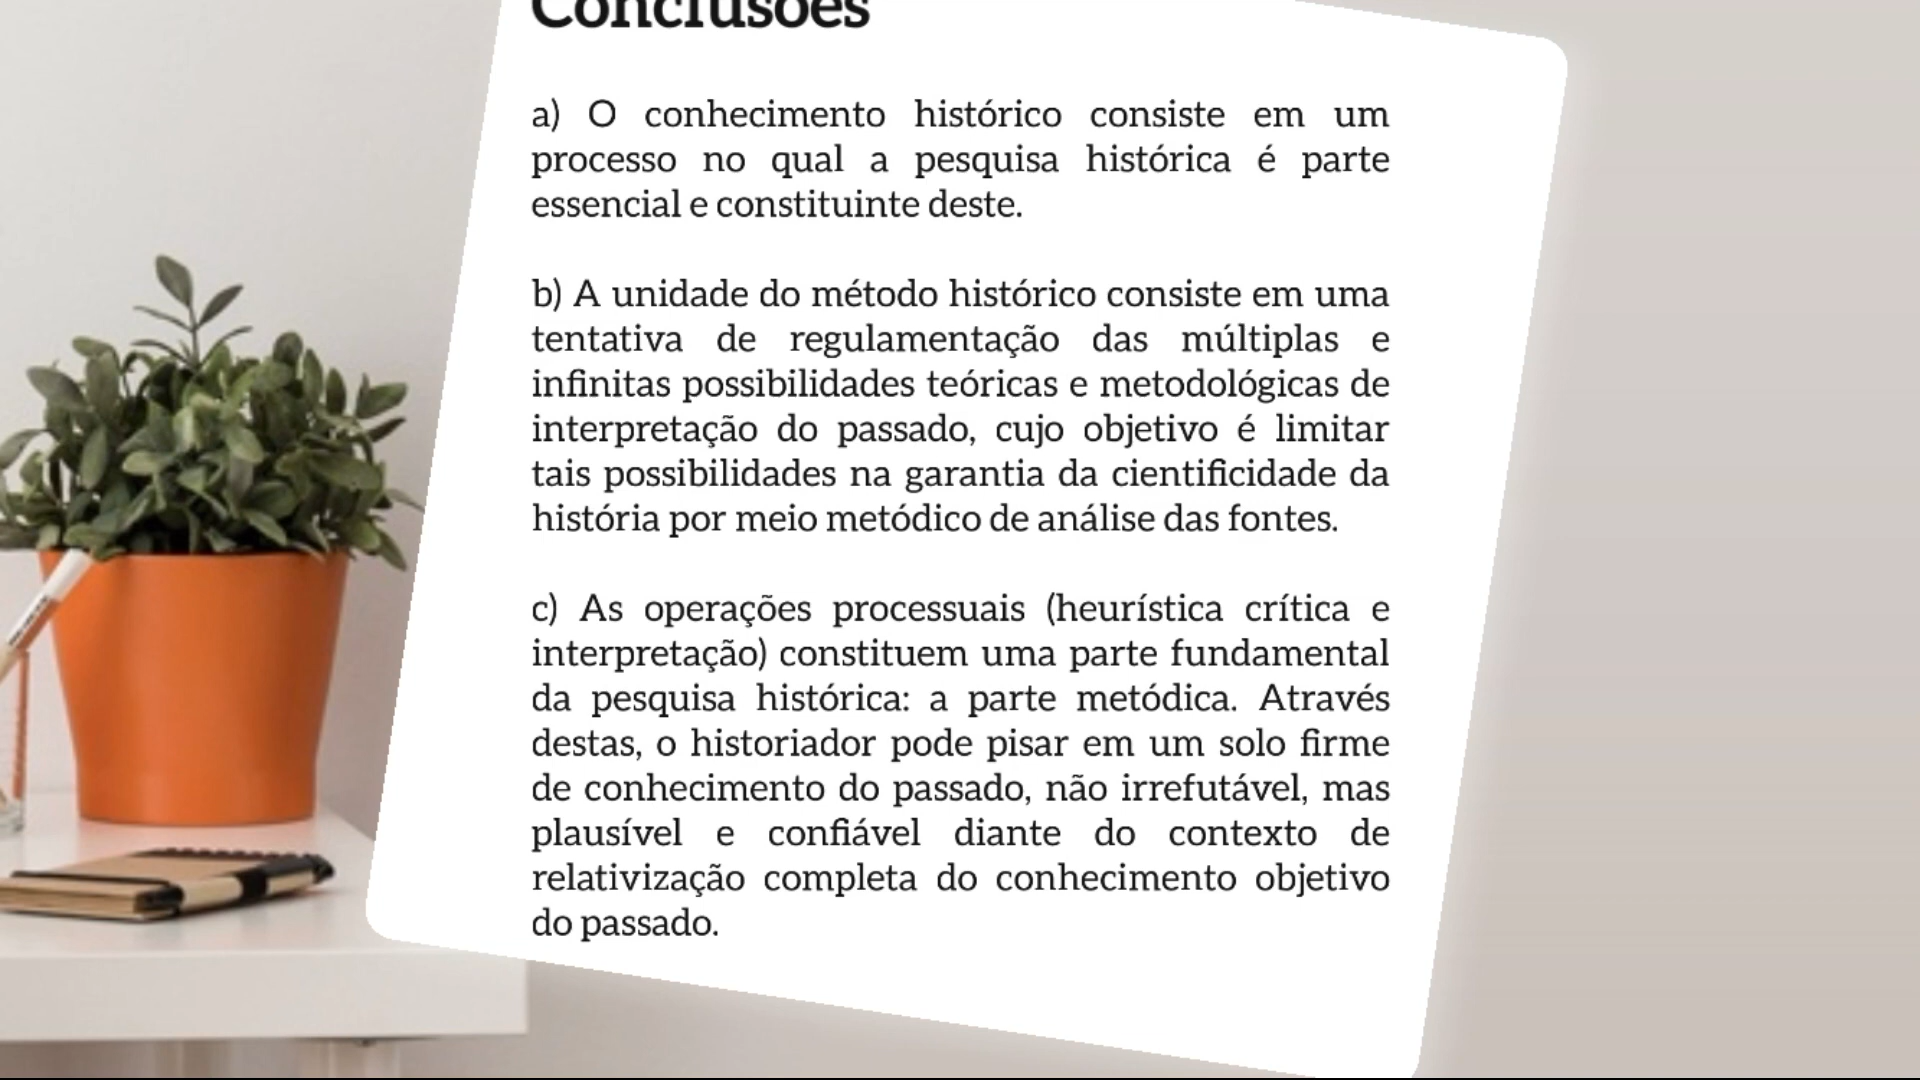 Conclusões
a) O conhecimento histórico consiste em um
processo no qual a pesquisa histórica é parte
essencial e constituinte deste.
b) A unidade do método histórico consiste em uma
tentativa de regulamentação das múltiplas e
infinitas possibilidades teóricas e metodológicas de
interpretação do passado, cujo objetivo é limitar
tais possibilidades na garantia da cientificidade da
história por meio metódico de análise das fontes.
c) As operações processuais (heurística crítica e
interpretação) constituem uma parte fundamental
da pesquisa histórica: a parte metódica. Através
destas, o historiador pode pisar em um solo firme
de conhecimento do passado, não irrefutável, mas
plausível e confiável diante do contexto de
relativização completa do conhecimento objetivo
do passado.